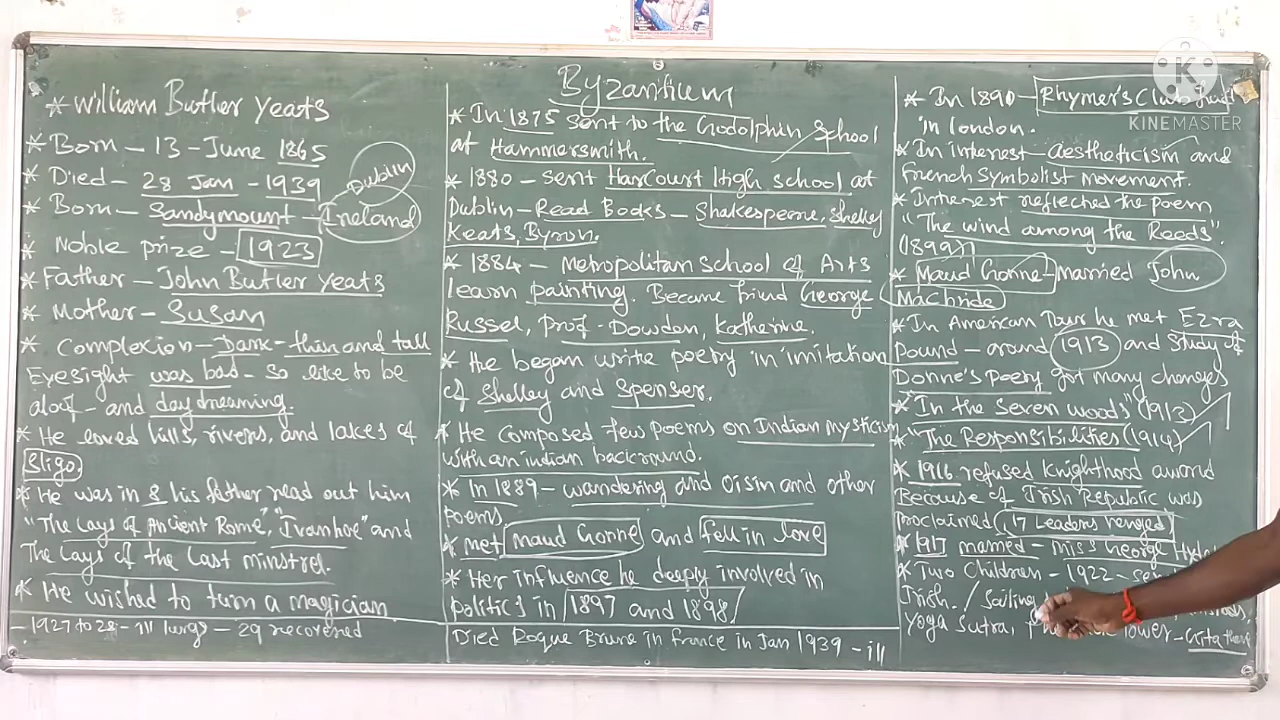 Byzantium
* William Butler Yeats
* Born - 13 - June 1865
* Died - 28 Jan - 1939
Dublin
* Born - Sandymount - Ireland
* Noble prize - 1923
* Father - John Butler Yeats
* Mother - Susan
* Complexion - Dark - thin and tall
Eyesight was bad - so like to be
aloof - and day dreaming.
* He loved hills, rivers, and lakes of
Sligo.
* He was in 8 his father read out him
"The Lays of Ancient Rome", "Ivanhoe" and
The Lays of the Last minstrel.
* He wished to turn a magician
- 1927 to 28 - ill lungs - 29 recovered
* In 1875 sent to the Godolphin School
at Hammersmith.
* 1880 - sent Harcourt High school at
Dublin - Read Books - Shakespeare, Shelley
Keats, Byron.
* 1884 - Metropolitan School of Arts
learn painting. Became friend George
Russel, Prof - Dowdon, Katherine.
* He began write poetry in imitation
of Shelley and Spenser.
* He composed few poems on Indian mysticism
with an indian background.
* In 1889 - wandering and oisin and other
poems
* met Maud Gonne and fell in love
* Her influence he deeply involved in
politics in 1897 and 1898
Died Roque Brune in France in Jan 1939 - ill
* In 1890 - Rhymer's Club
in london.
* In interest - aestheticism and
French Symbolist movement.
* Interest reflected the poem
"The wind among the Reeds".
(1899)
* Maud Gonne - married John
MacBride
* In American Tour he met Ezra
Pound - around 1913 and study of
Donne's poetry got many changes
* "In the Seven woods" (1913)
* "The Responsibilities (1914)
* 1916 refused knighthood award
Because of Irish Republic was
proclaimed, 17 Leaders henged
* 1917 married - miss George
* Two Children - 1922 -
Irish. / Sailing
Yoga Sutra, Tower - Gita
K
KINEMASTER